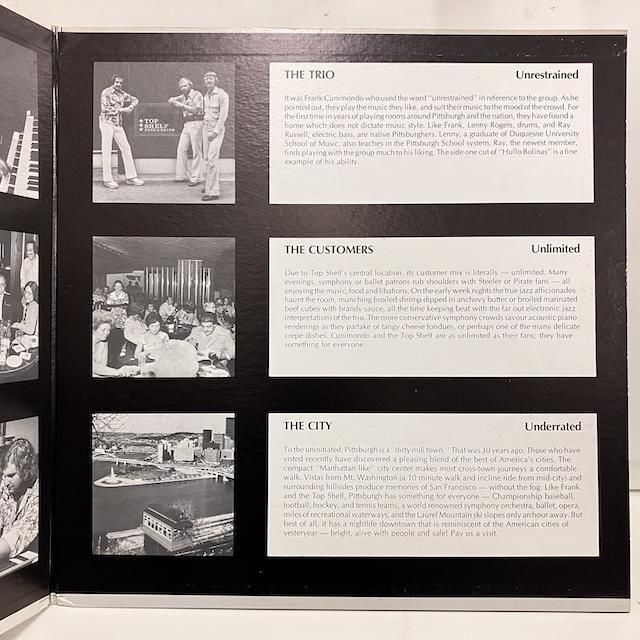 TOP
SHELF
FOOD & DRINK
THE TRIO Unrestrained
It was Frank Cunimondo who used the word "unrestrained" in reference to the group. As he
pointed out, they play the music they like, and suit their music to the mood of the crowd. For
the first time in years of playing rooms around Pittsburgh and the nation, they have found a
home which does not dictate music style. Like Frank, Lenny Rogers, drums, and Ray
Russell, electric bass, are native Pittsburghers. Lenny, a graduate of Duquesne University
School of Music, also teaches in the Pittsburgh School system. Ray, the newest member,
finds playing with the group much to his liking. The side one cut of "Hullo Bolinas" is a fine
example of his ability.
THE CUSTOMERS Unlimited
Due to Top Shelf's central location, its customer mix is literally — unlimited. Many
evenings, symphony or ballet patrons rub shoulders with Steeler or Pirate fans — all
enjoying the music, food and libations. On the early week nights the true jazz afficionados
haunt the room, munching broiled shrimp dipped in anchovy butter or broiled marinated
beef cubes with brandy sauce, all the time keeping beat with the far out electronic jazz
interpretations of the trio. The more conservative symphony crowds savour acoustic piano
renderings as they partake of tangy cheese fondues, or perhaps one of the many delicate
crepe dishes. Cunimondo and the Top Shelf are as unlimited as their fans; they have
something for everyone.
THE CITY Underrated
To the uninitiated, Pittsburgh is a "dirty mill town." That was 30 years ago. Those who have
visted recently have discovered a pleasing blend of the best of America's cities. The
compact "Manhattan like" city center makes most cross-town journeys a comfortable
walk. Vistas from Mt. Washington (a 10 minute walk and incline ride from mid-city) and
surrounding hillsides produce memories of San Francisco — without the fog. Like Frank
and the Top Shelf, Pittsburgh has something for everyone — Championship baseball,
football, hockey, and tennis teams, a world renowned symphony orchestra, ballet, opera,
miles of recreational waterways, and the Laurel Mountain ski slopes only an hour away. But
best of all, it has a nightlife downtown that is reminiscent of the American cities of
yesteryear — bright, alive with people and safe! Pay us a visit.